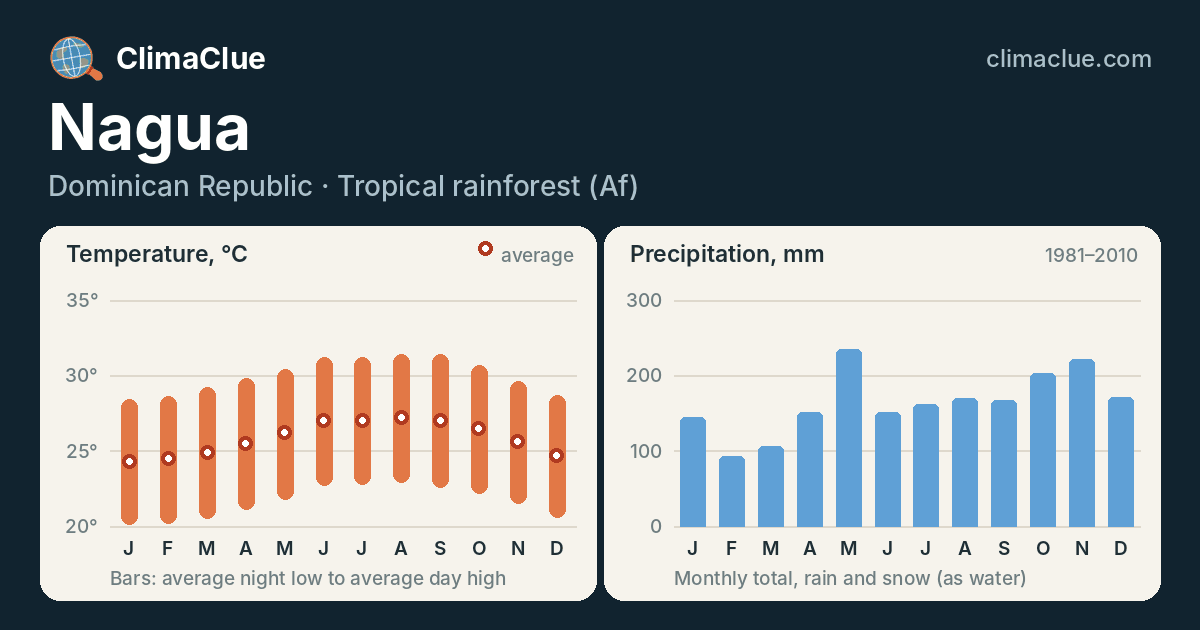 ClimaClue
climaclue.com
Nagua
Dominican Republic · Tropical rainforest (Af)
Temperature, °C
average
35°
30°
25°
20°
J F M A M J J A S O N D
Bars: average night low to average day high
Precipitation, mm
1981–2010
300
200
100
0
J F M A M J J A S O N D
Monthly total, rain and snow (as water)